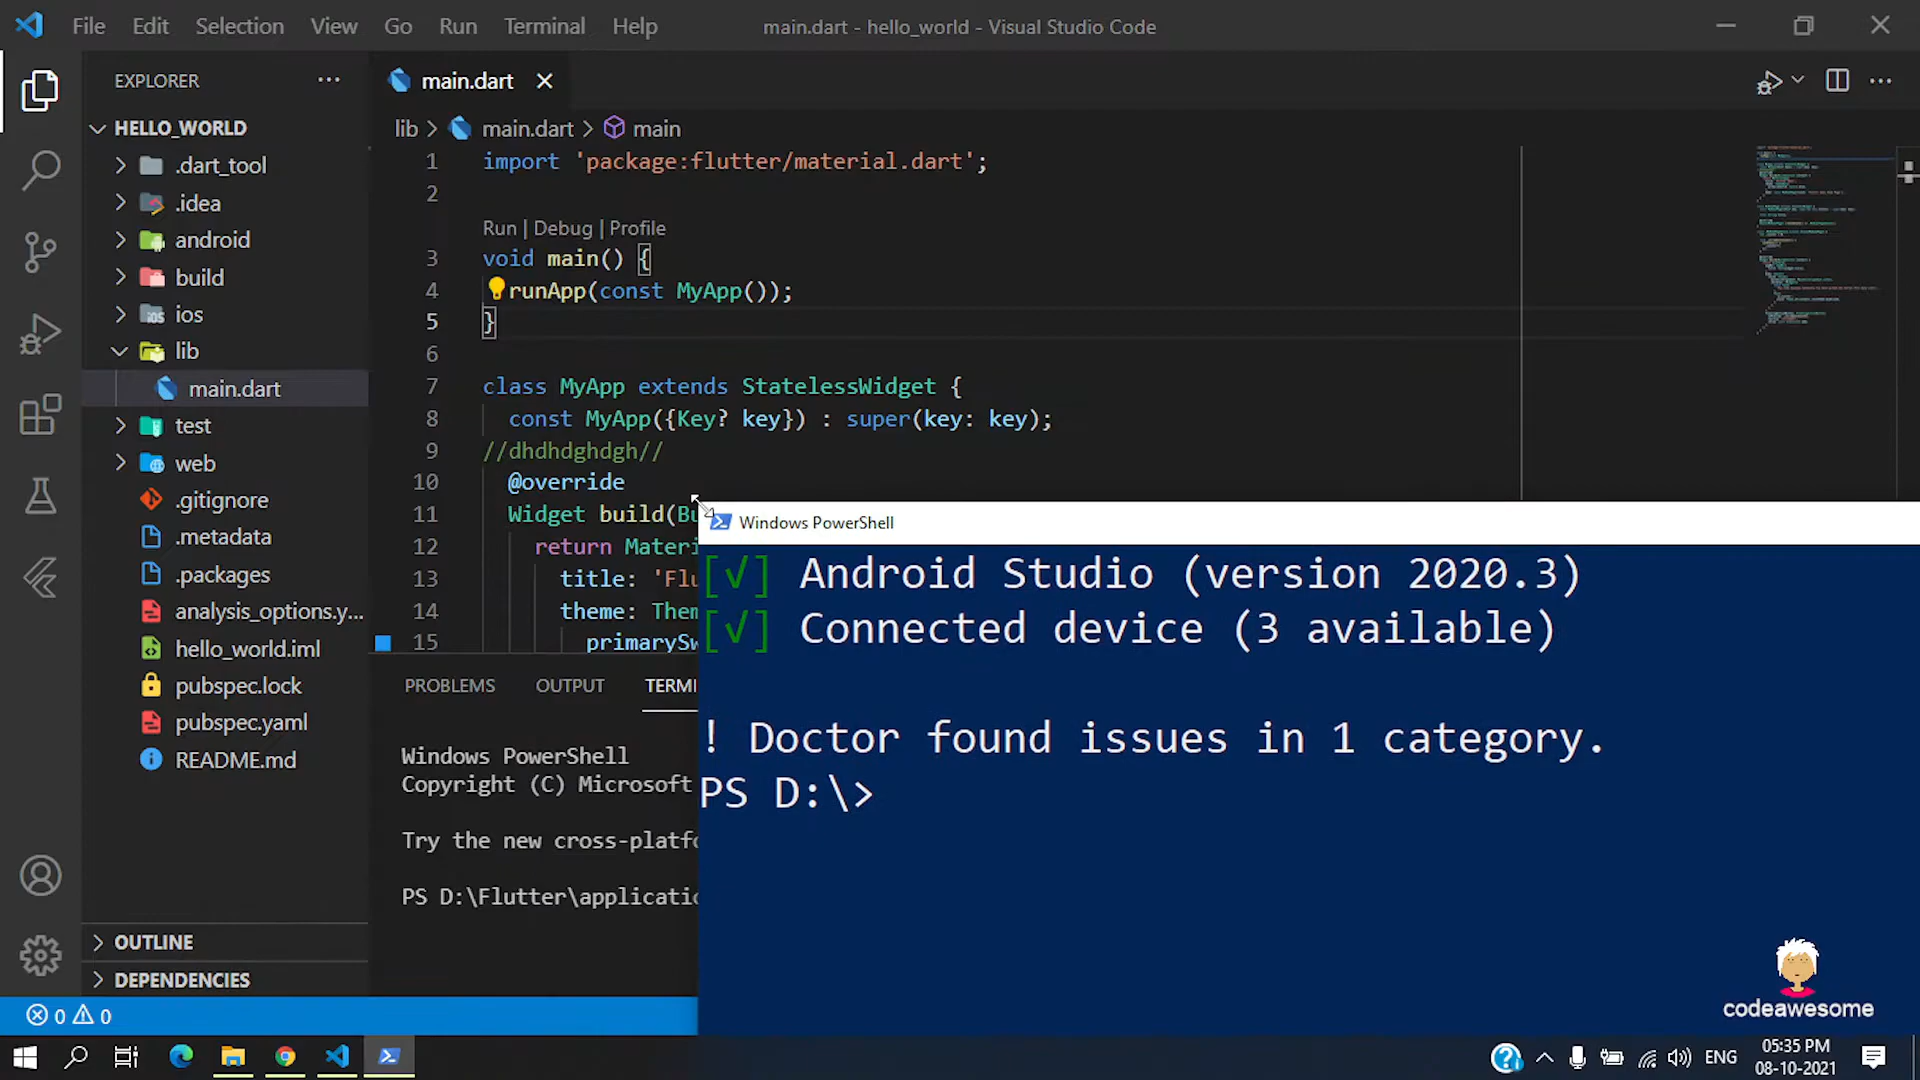 File Edit Selection View Go Run Terminal Help
main.dart - hello_world - Visual Studio Code
EXPLORER
HELLO_WORLD
.dart_tool
.idea
android
build
ios
lib
main.dart
test
web
.gitignore
.metadata
.packages
analysis_options.y...
hello_world.iml
pubspec.lock
pubspec.yaml
README.md
OUTLINE
DEPENDENCIES
main.dart
lib > main.dart > main
1 import 'package:flutter/material.dart';
2
Run | Debug | Profile
3 void main() {
4 runApp(const MyApp());
5 }
6
7 class MyApp extends StatelessWidget {
8 const MyApp({Key? key}) : super(key: key);
9 //dhdhdghdgh//
10 @override
11 Widget build(Bu
12 return Materi
13 title: 'Flu
14 theme: Them
15 primarySw
PROBLEMS OUTPUT TERMI
Windows PowerShell
Copyright (C) Microsoft
Try the new cross-platfo
PS D:\Flutter\applicatio
Windows PowerShell
[√] Android Studio (version 2020.3)
[√] Connected device (3 available)
! Doctor found issues in 1 category.
PS D:\>
codeawesome
0 0
ENG
05:35 PM
08-10-2021